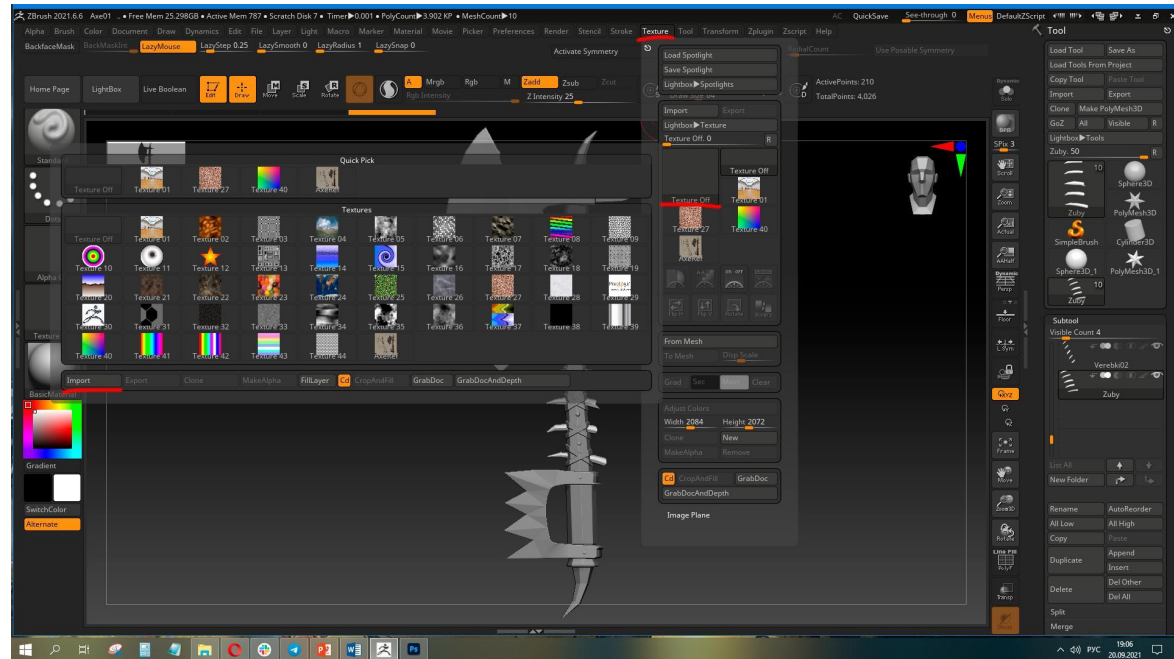 ZBrush 2021.6.6 Axe01 ..● Free Mem 25.298GB ● Active Mem 787 ● Scratch Disk 7 ● Timer▶0.001 ● PolyCount▶3.902 KP ● MeshCount▶10 AC QuickSave See-through 0 Menus DefaultZScript
Alpha Brush Color Document Draw Dynamics Edit File Layer Light Macro Marker Material Movie Picker Preferences Render Stencil Stroke Texture Tool Transform Zplugin Zscript Help
Tool
BackfaceMask BackMaskInt LazyMouse LazyStep 0.25 LazySmooth 0 LazyRadius 1 LazySnap 0
Activate Symmetry
RadialCount Use Posable Symmetry
Load Tool Save As
Load Tools From Project
Copy Tool Paste Tool
Import Export
Clone Make PolyMesh3D
GoZ All Visible R
Lightbox▶Tools
Zuby. 50 R
Home Page LightBox Live Boolean Edit Draw Move Scale Rotate A Mrgb Rgb M Zadd Zsub Zcut
Rgb Intensity Z Intensity 25
ActivePoints: 210
TotalPoints: 4,026
Load Spotlight
Save Spotlight
Lightbox▶Spotlights
Import Export
Lightbox▶Texture
Texture Off. 0 R
Texture Off
Texture Off Texture 01
Texture 27 Texture 40
AxeRef
Flip H Flip V Rotate
From Mesh
To Mesh Disp Scale
Grad Sec Main Clear
Adjust Colors
Width 2084 Height 2072
Clone New
MakeAlpha Remove
Cd CropAndFill GrabDoc
GrabDocAndDepth
Image Plane
Quick Pick
Texture Off Texture 01 Texture 27 Texture 40 AxeRef
Textures
Texture Off Texture 01 Texture 02 Texture 03 Texture 04 Texture 05 Texture 06 Texture 07 Texture 08 Texture 09
Texture 10 Texture 11 Texture 12 Texture 13 Texture 14 Texture 15 Texture 16 Texture 17 Texture 18 Texture 19
Texture 20 Texture 21 Texture 22 Texture 23 Texture 24 Texture 25 Texture 26 Texture 27 Texture 28 Texture 29
Texture 30 Texture 31 Texture 32 Texture 33 Texture 34 Texture 35 Texture 36 Texture 37 Texture 38 Texture 39
Texture 40 Texture 41 Texture 42 Texture 43 Texture 44 AxeRef
Import Export Clone MakeAlpha FillLayer Cd CropAndFill GrabDoc GrabDocAndDepth
BasicMaterial
Gradient
SwitchColor
Alternate
Dynamic
Solo
BPR
SPix 3
Scroll
Zoom
Actual
AAHalf
Dynamic
Persp
Floor
L.Sym
Qxyz
Frame
Move
Zoom3D
Rotate
Line Fill
PolyF
Transp
10
Zuby Sphere3D
PolyMesh3D
SimpleBrush Cylinder3D
Sphere3D_1 PolyMesh3D_1
10
Zuby
Subtool
Visible Count 4
Verebki02
Zuby
List All
New Folder
Rename AutoReorder
All Low All High
Copy Paste
Duplicate Append
Insert
Delete Del Other
Del All
Split
Merge
РУС 19:06
20.09.2021